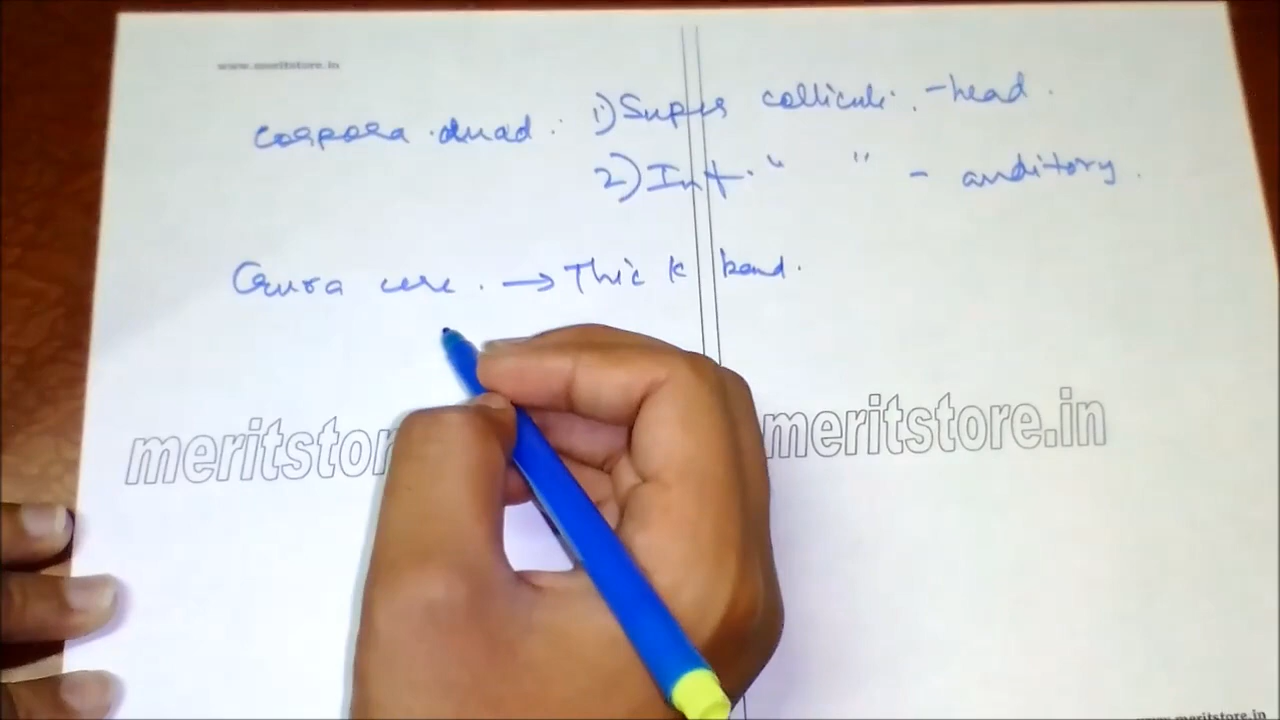 www.meritstore.in
corpora quad. 1) Super colliculi. - head.
2) Inf. " " - auditory.
Crura cere. → Thick band.
meritstor meritstore.in
www.meritstore.in